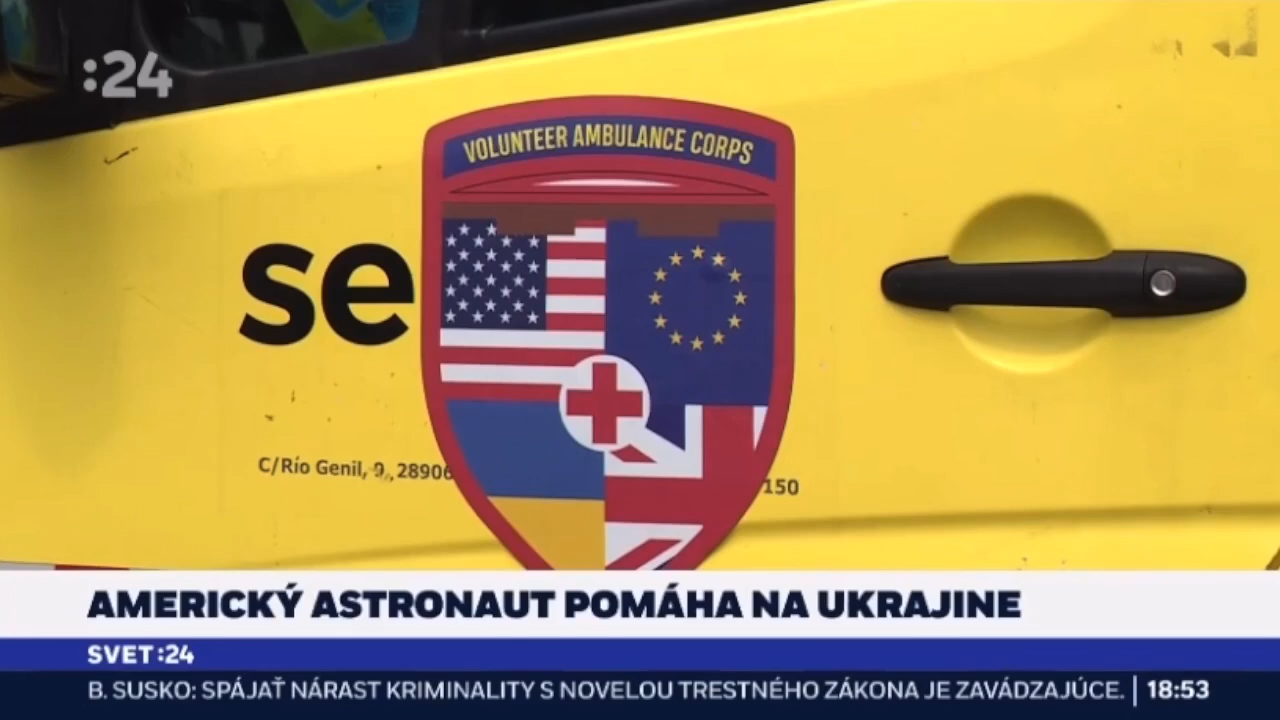 :24
VOLUNTEER AMBULANCE CORPS
se
C/Río Genil, 9, 28906
150
AMERICKÝ ASTRONAUT POMÁHA NA UKRAJINE
SVET:24
B. SUSKO: SPÁJAŤ NÁRAST KRIMINALITY S NOVELOU TRESTNÉHO ZÁKONA JE ZAVÁDZAJÚCE. | 18:53